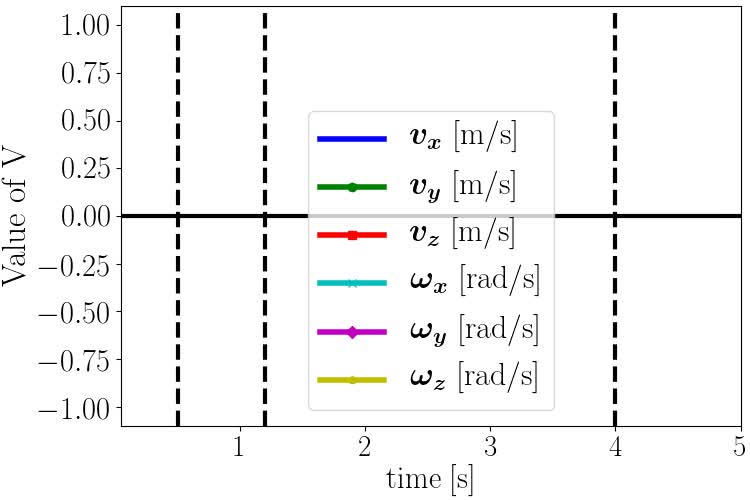 1.00
0.75
0.50
0.25
0.00
−0.25
−0.50
−0.75
−1.00
Value of V
v_x [m/s]
v_y [m/s]
v_z [m/s]
ω_x [rad/s]
ω_y [rad/s]
ω_z [rad/s]
1 2 3 4 5
time [s]